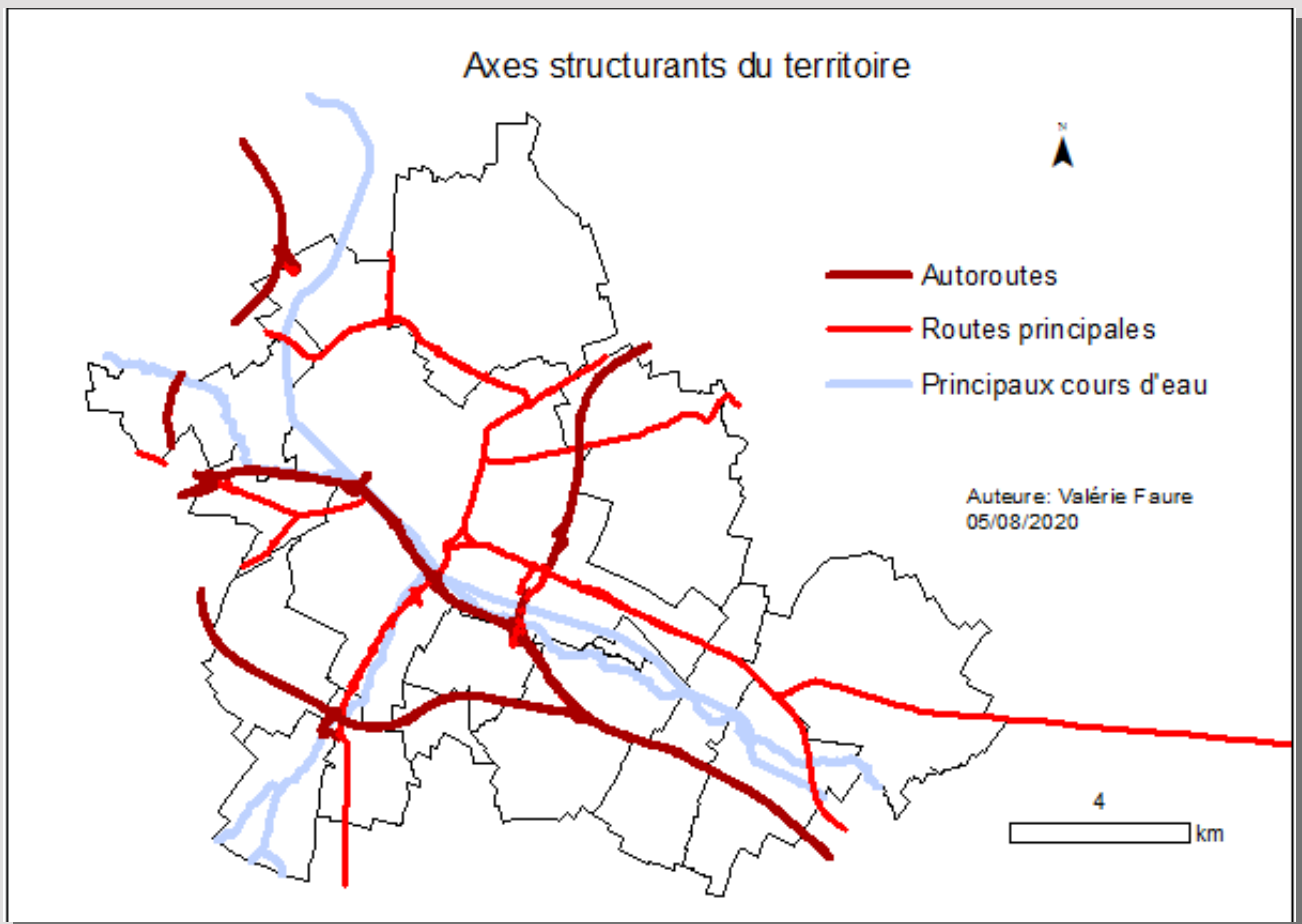 Axes structurants du territoire
N
Autoroutes
Routes principales
Principaux cours d'eau
Auteure: Valérie Faure
05/08/2020
4
km